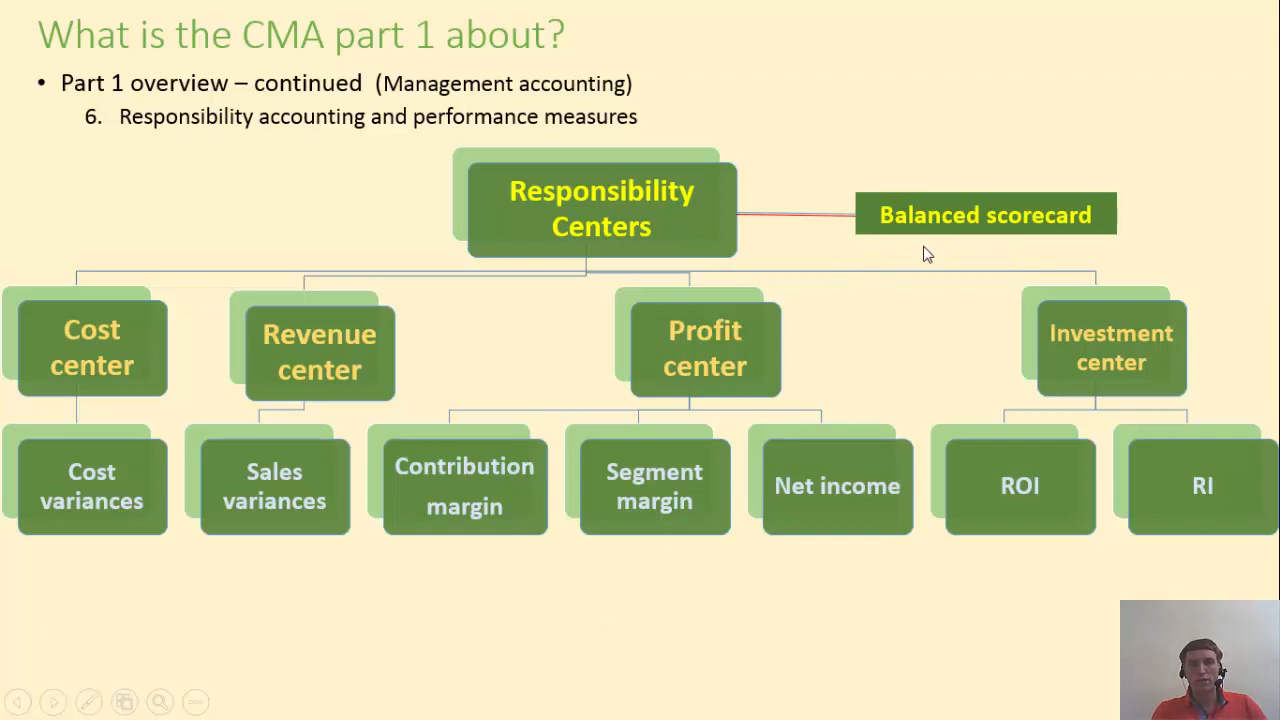 What is the CMA part 1 about?
• Part 1 overview – continued (Management accounting)
6. Responsibility accounting and performance measures
Responsibility
Centers
Balanced scorecard
Cost
center
Revenue
center
Profit
center
Investment
center
Cost
variances
Sales
variances
Contribution
margin
Segment
margin
Net income
ROI
RI